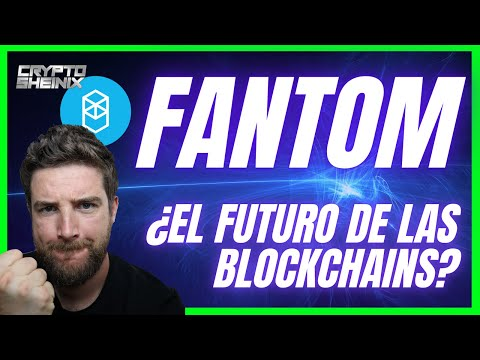 CRYPTO
SHEINIX
FANTOM
¿EL FUTURO DE LAS
BLOCKCHAINS?